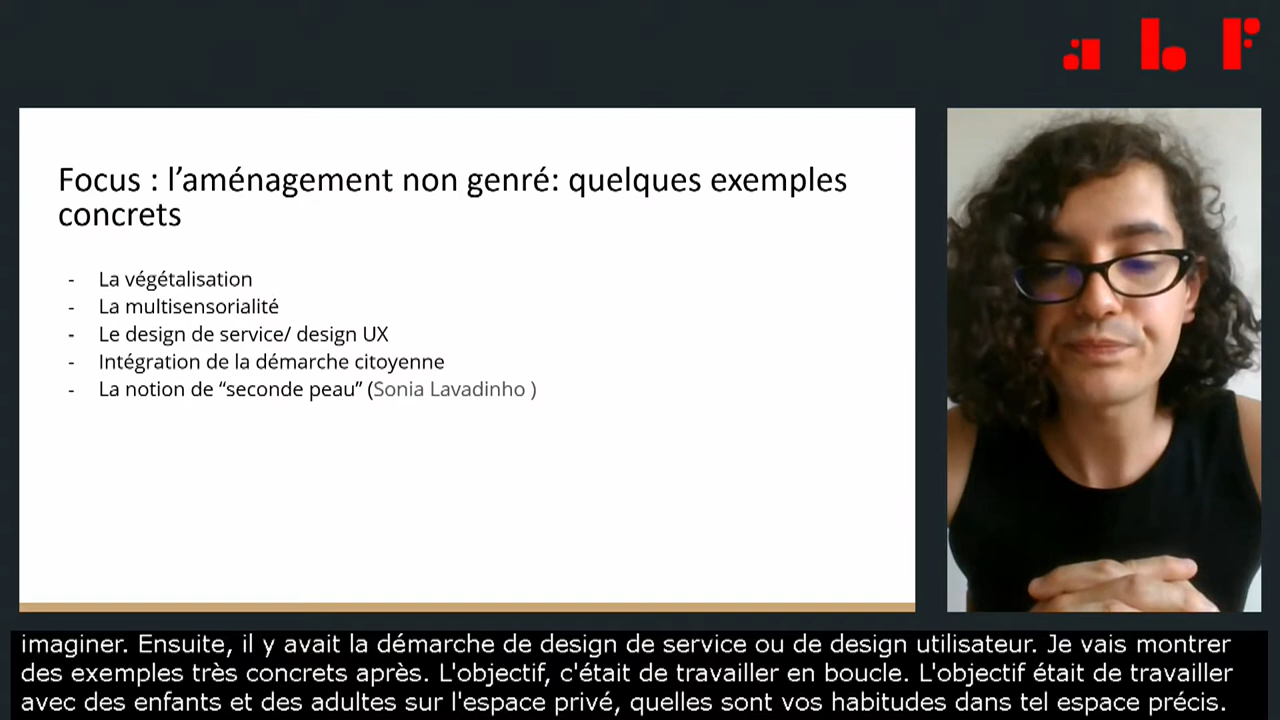 abf
Focus : l’aménagement non genré: quelques exemples
concrets
- La végétalisation
- La multisensorialité
- Le design de service/ design UX
- Intégration de la démarche citoyenne
- La notion de “seconde peau” (Sonia Lavadinho )
imaginer. Ensuite, il y avait la démarche de design de service ou de design utilisateur. Je vais montrer
des exemples très concrets après. L'objectif, c'était de travailler en boucle. L'objectif était de travailler
avec des enfants et des adultes sur l'espace privé, quelles sont vos habitudes dans tel espace précis.